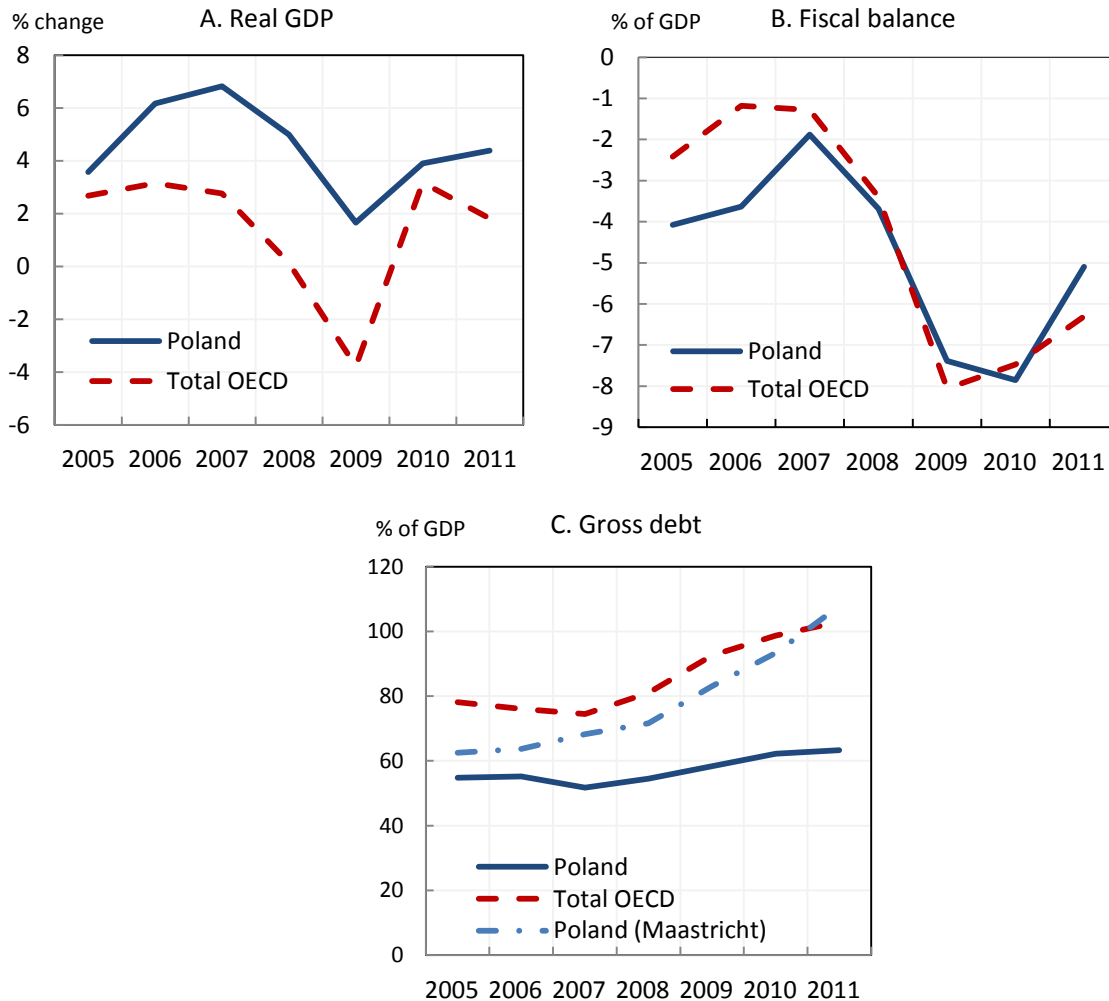 % change
A. Real GDP
8
6
4
2
0
-2
-4
-6
Poland
Total OECD
2005 2006 2007 2008 2009 2010 2011
% of GDP
B. Fiscal balance
0
-1
-2
-3
-4
-5
-6
-7
-8
-9
Poland
Total OECD
2005 2006 2007 2008 2009 2010 2011
% of GDP
C. Gross debt
120
100
80
60
40
20
0
Poland
Total OECD
Poland (Maastricht)
2005 2006 2007 2008 2009 2010 2011